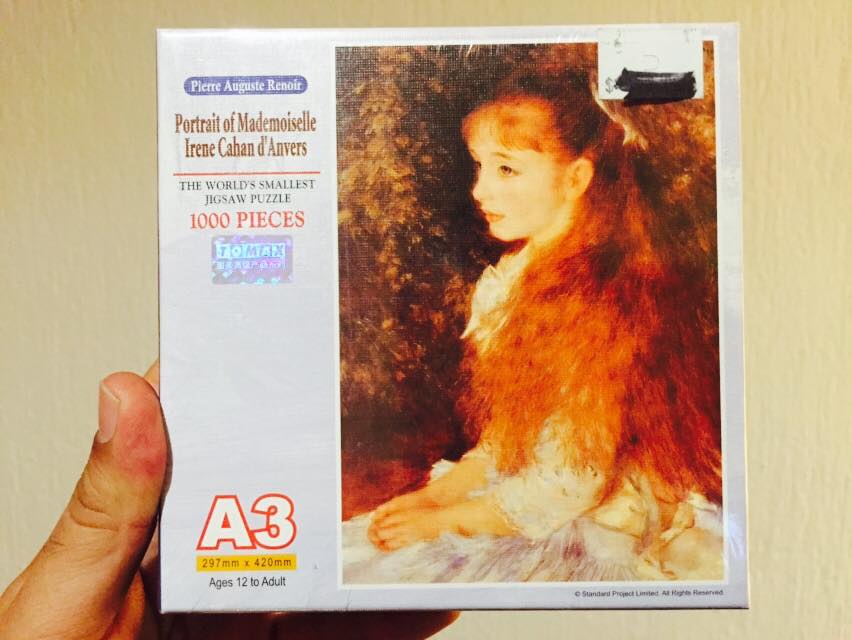 Pierre Auguste Renoir
Portrait of Mademoiselle
Irene Cahan d'Anvers
THE WORLD'S SMALLEST
JIGSAW PUZZLE
1000 PIECES
TOMAX
A3
297mm x 420mm
Ages 12 to Adult
© Standard Project Limited. All Rights Reserved.
$